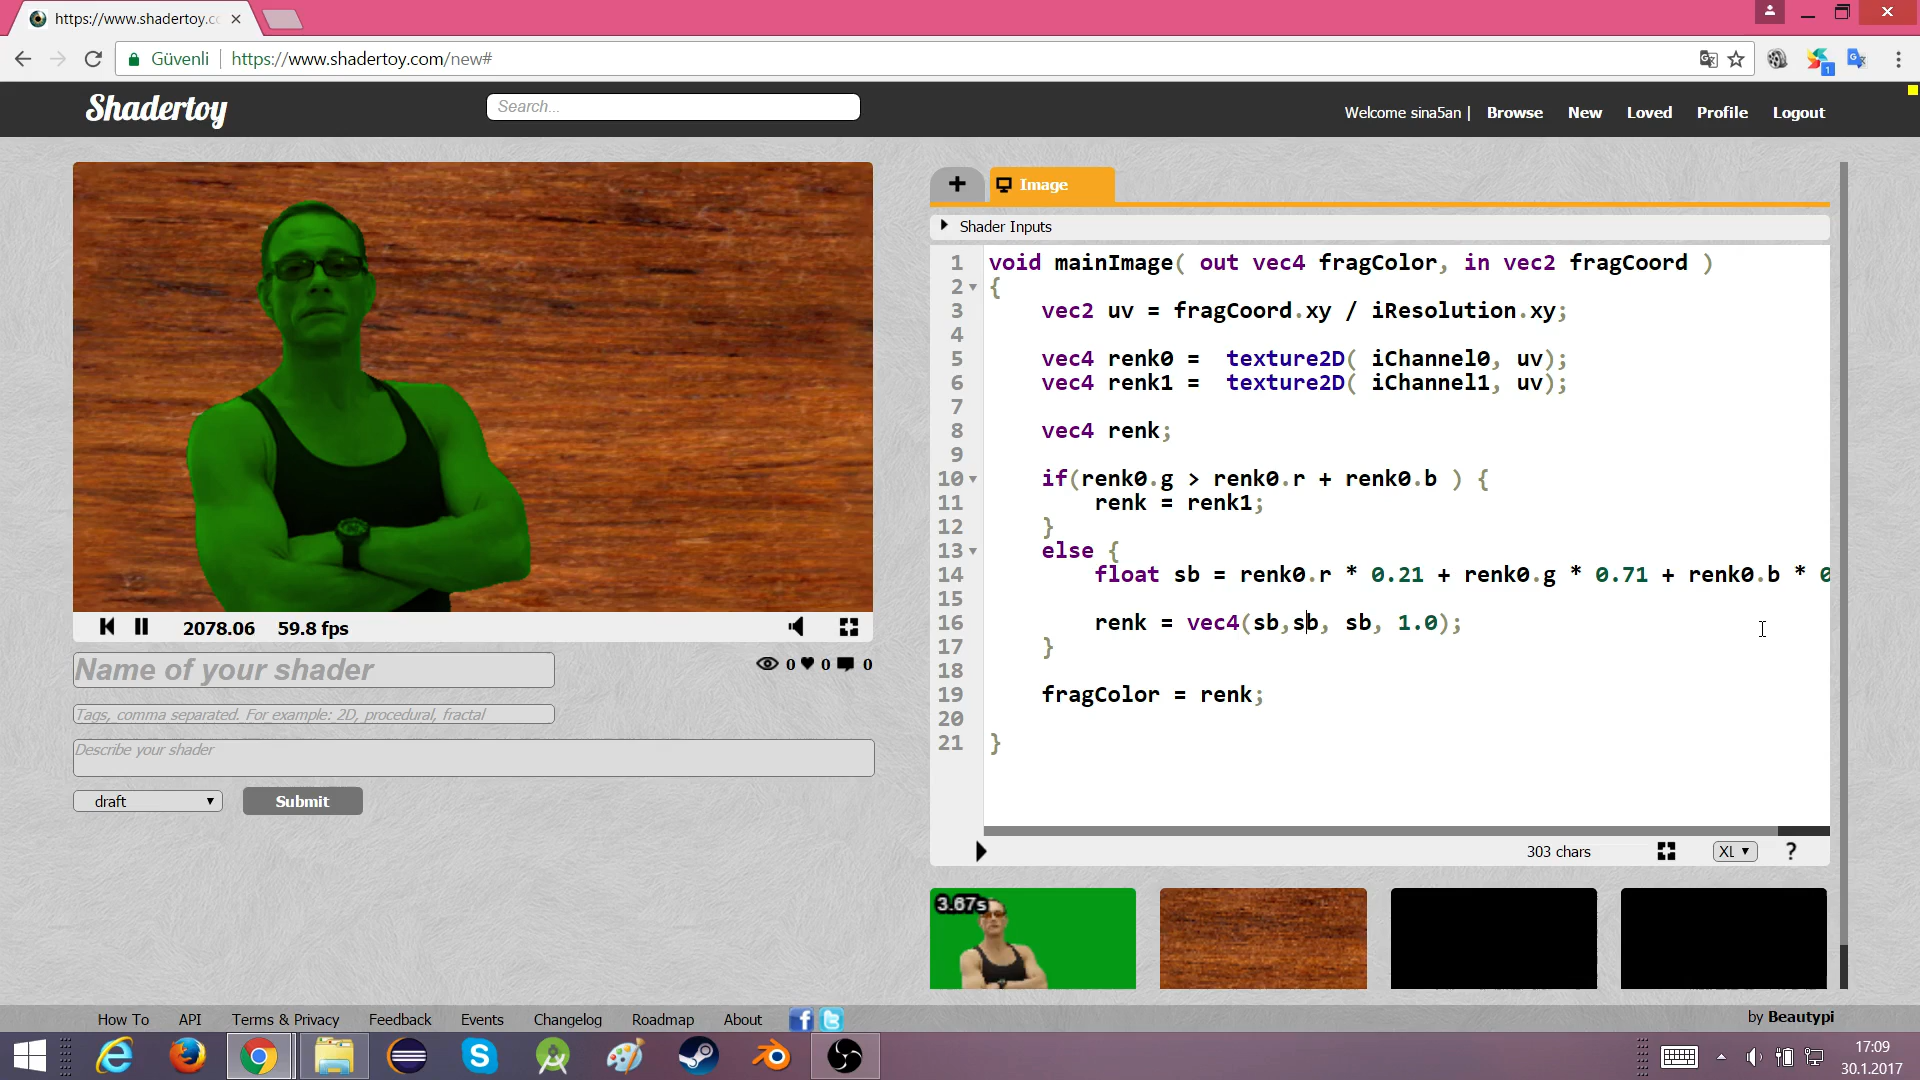 https://www.shadertoy.co
Güvenli
https://www.shadertoy.com/new#
1
Shadertoy
Search...
Welcome sina5an |
Browse
New
Loved
Profile
Logout
Image
Shader Inputs
1 void mainImage( out vec4 fragColor, in vec2 fragCoord )
2 {
3 vec2 uv = fragCoord.xy / iResolution.xy;
4
5 vec4 renk0 =  texture2D( iChannel0, uv);
6 vec4 renk1 =  texture2D( iChannel1, uv);
7
8 vec4 renk;
9
10 if(renk0.g > renk0.r + renk0.b ) {
11 renk = renk1;
12 }
13 else {
14 float sb = renk0.r * 0.21 + renk0.g * 0.71 + renk0.b * 0
15
16 renk = vec4(sb,sb, sb, 1.0);
17 }
18
19 fragColor = renk;
20
21 }
303 chars
XL
?
2078.06 59.8 fps
Name of your shader
0 0 0
Tags, comma separated. For example: 2D, procedural, fractal
Describe your shader
draft
Submit
3.67s
How To API Terms & Privacy Feedback Events Changelog Roadmap About
by Beautypi
17:09
30.1.2017